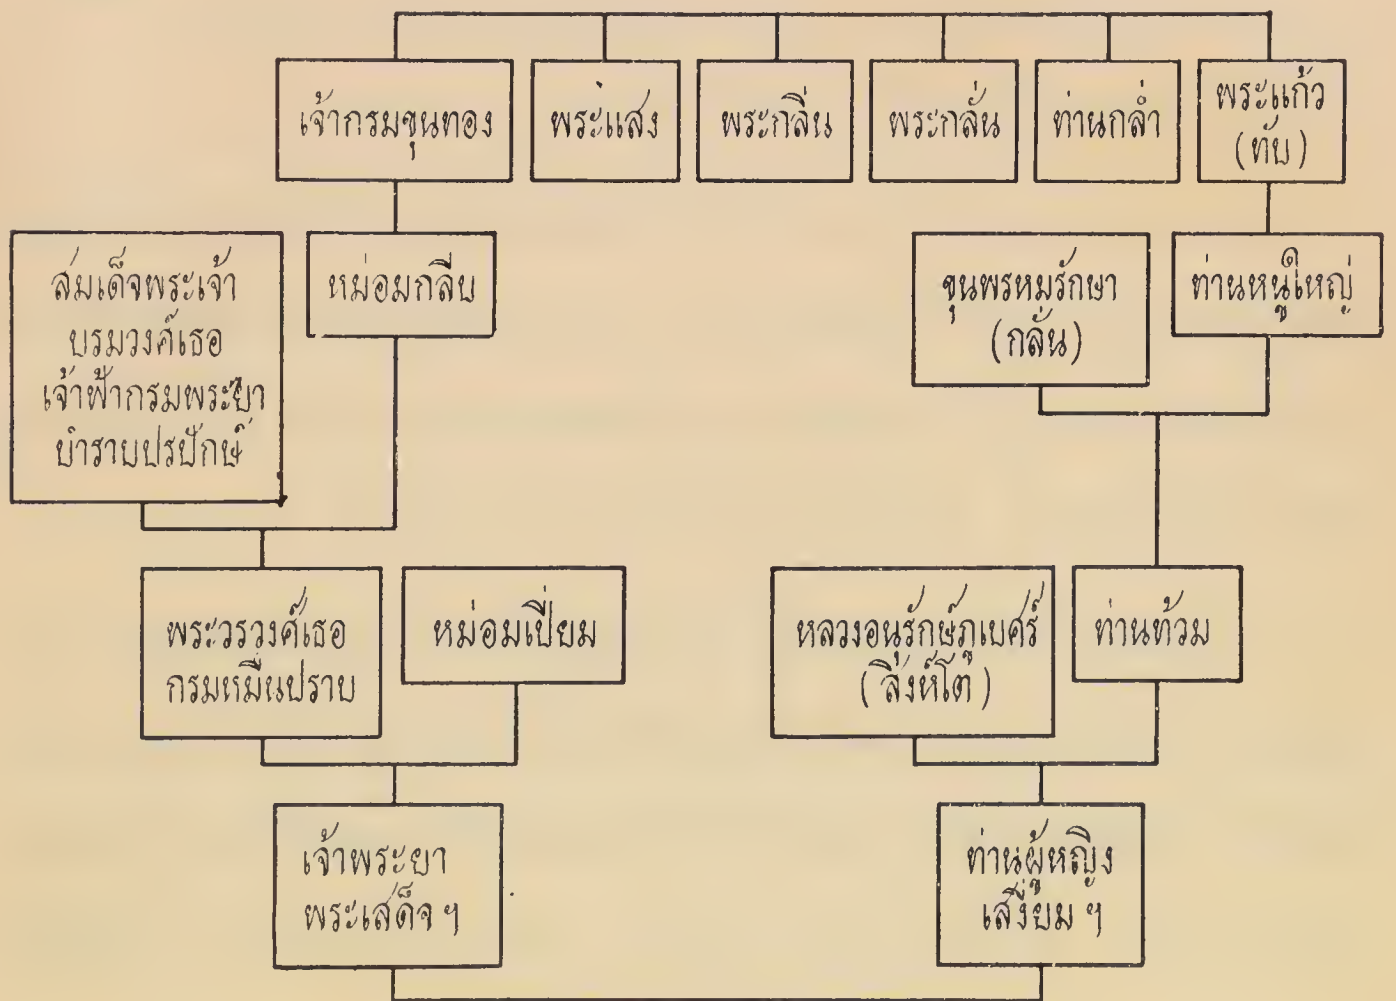 เจ้ากรมขุนทอง
พระแสง
พระกลิ่น
พระกลั่น
ท่านกล่ำ
พระแก้ว
(ทับ)
สมเด็จพระเจ้า
บรมวงศ์เธอ
เจ้าฟ้ากรมพระยา
บำราบปรปักษ์
หม่อมกลีบ
ขุนพรหมรักษา
(กลั่น)
ท่านหนูใหญ่
พระวรวงศ์เธอ
กรมหมื่นปราบ
หม่อมเปี่ยม
หลวงอนุรักษ์ภูเบศร์
(สิงห์โต)
ท่านท้วม
เจ้าพระยา
พระเสด็จฯ
ท่านผู้หญิง
เสงี่ยมฯ